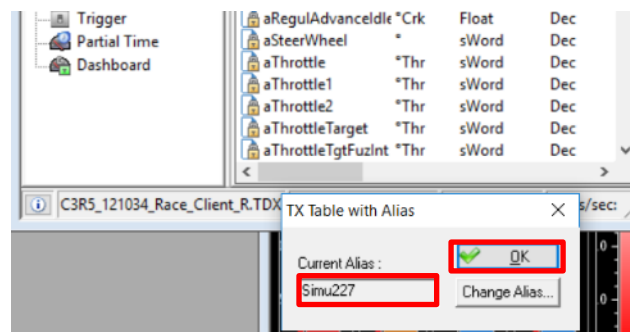 Trigger
Partial Time
Dashboard
aRegulAdvanceIdle °Crk Float Dec
aSteerWheel ° sWord Dec
aThrottle °Thr sWord Dec
aThrottle1 °Thr sWord Dec
aThrottle2 °Thr sWord Dec
aThrottleTarget °Thr sWord Dec
aThrottleTgtFuzInt °Thr sWord Dec
C3R5_121034_Race_Client_R.TDX
s/sec:
TX Table with Alias
Current Alias :
OK
Simu227
Change Alias...